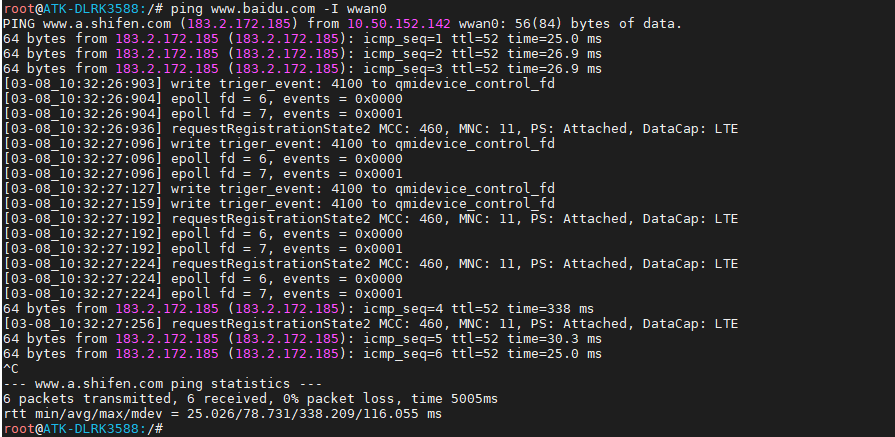 root@ATK-DLRK3588:/# ping www.baidu.com -I wwan0
PING www.a.shifen.com (183.2.172.185) from 10.50.152.142 wwan0: 56(84) bytes of data.
64 bytes from 183.2.172.185 (183.2.172.185): icmp_seq=1 ttl=52 time=25.0 ms
64 bytes from 183.2.172.185 (183.2.172.185): icmp_seq=2 ttl=52 time=26.9 ms
64 bytes from 183.2.172.185 (183.2.172.185): icmp_seq=3 ttl=52 time=26.9 ms
[03-08_10:32:26:903] write triger_event: 4100 to qmidevice_control_fd
[03-08_10:32:26:904] epoll fd = 6, events = 0x0000
[03-08_10:32:26:904] epoll fd = 7, events = 0x0001
[03-08_10:32:26:936] requestRegistrationState2 MCC: 460, MNC: 11, PS: Attached, DataCap: LTE
[03-08_10:32:27:096] write triger_event: 4100 to qmidevice_control_fd
[03-08_10:32:27:096] epoll fd = 6, events = 0x0000
[03-08_10:32:27:096] epoll fd = 7, events = 0x0001
[03-08_10:32:27:127] write triger_event: 4100 to qmidevice_control_fd
[03-08_10:32:27:159] write triger_event: 4100 to qmidevice_control_fd
[03-08_10:32:27:192] requestRegistrationState2 MCC: 460, MNC: 11, PS: Attached, DataCap: LTE
[03-08_10:32:27:192] epoll fd = 6, events = 0x0000
[03-08_10:32:27:192] epoll fd = 7, events = 0x0001
[03-08_10:32:27:224] requestRegistrationState2 MCC: 460, MNC: 11, PS: Attached, DataCap: LTE
[03-08_10:32:27:224] epoll fd = 6, events = 0x0000
[03-08_10:32:27:224] epoll fd = 7, events = 0x0001
64 bytes from 183.2.172.185 (183.2.172.185): icmp_seq=4 ttl=52 time=338 ms
[03-08_10:32:27:256] requestRegistrationState2 MCC: 460, MNC: 11, PS: Attached, DataCap: LTE
64 bytes from 183.2.172.185 (183.2.172.185): icmp_seq=5 ttl=52 time=30.3 ms
64 bytes from 183.2.172.185 (183.2.172.185): icmp_seq=6 ttl=52 time=25.0 ms
^C
--- www.a.shifen.com ping statistics ---
6 packets transmitted, 6 received, 0% packet loss, time 5005ms
rtt min/avg/max/mdev = 25.026/78.731/338.209/116.055 ms
root@ATK-DLRK3588:/#